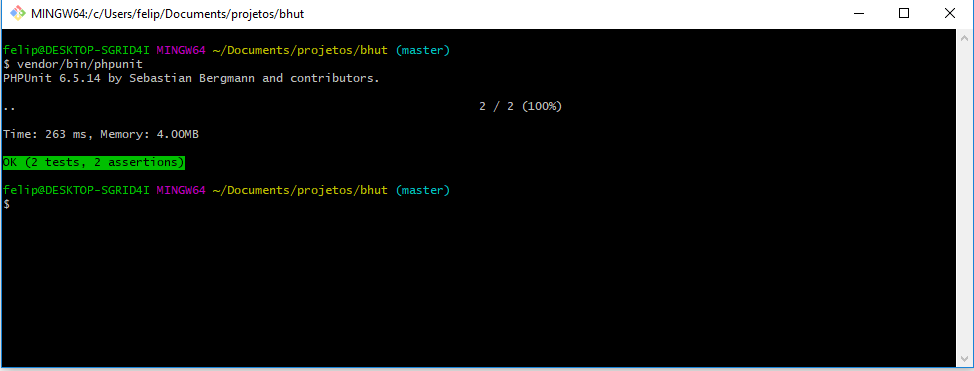 MINGW64:/c/Users/felip/Documents/projetos/bhut
felip@DESKTOP-SGRID4I MINGW64 ~/Documents/projetos/bhut (master)
$ vendor/bin/phpunit
PHPUnit 6.5.14 by Sebastian Bergmann and contributors.
.. 2 / 2 (100%)
Time: 263 ms, Memory: 4.00MB
OK (2 tests, 2 assertions)
felip@DESKTOP-SGRID4I MINGW64 ~/Documents/projetos/bhut (master)
$